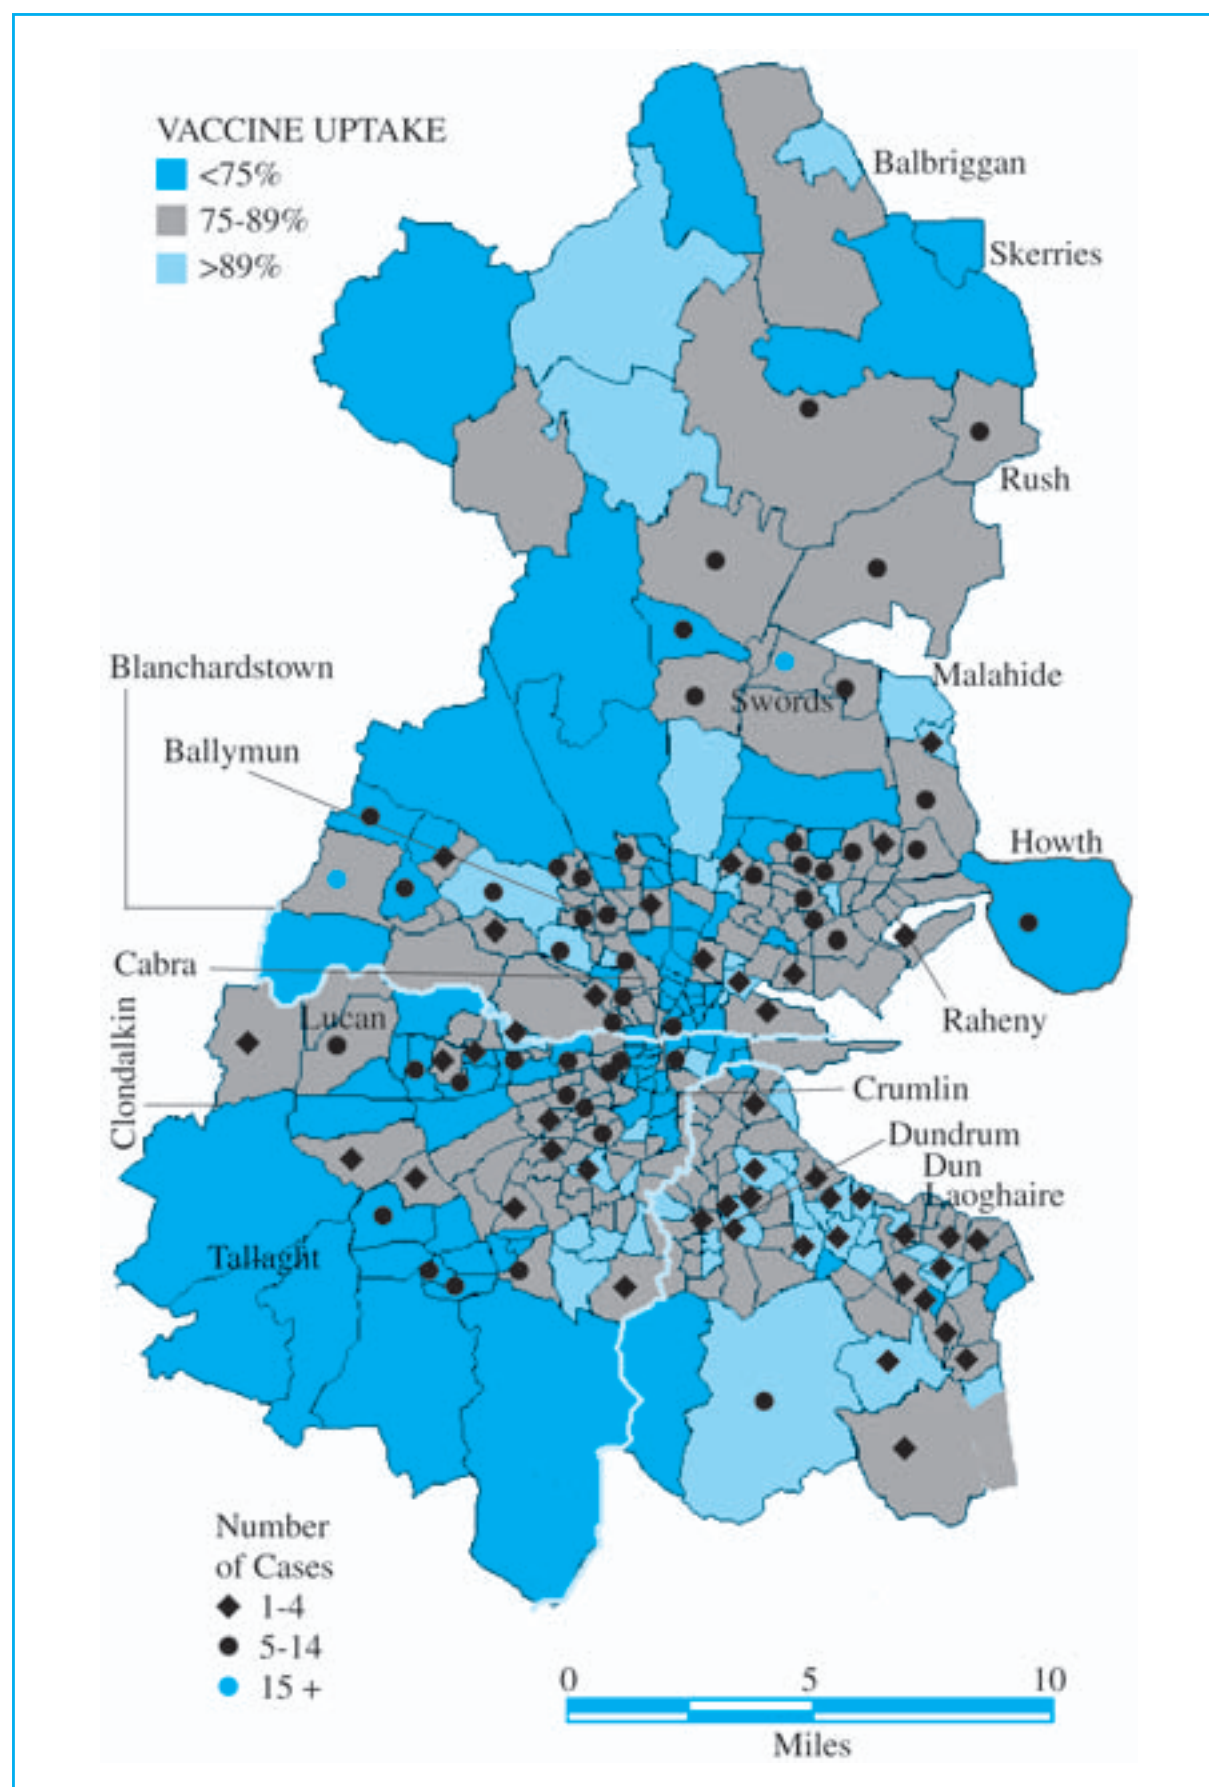 VACCINE UPTAKE
<75%
75-89%
>89%
Balbriggan
Skerries
Rush
Blanchardstown
Malahide
Swords
Ballymun
Howth
Cabra
Clondalkin
Lucan
Raheny
Crumlin
Dundrum
Dun
Laoghaire
Tallaght
Number
of Cases
1-4
5-14
15 +
0 5 10
Miles